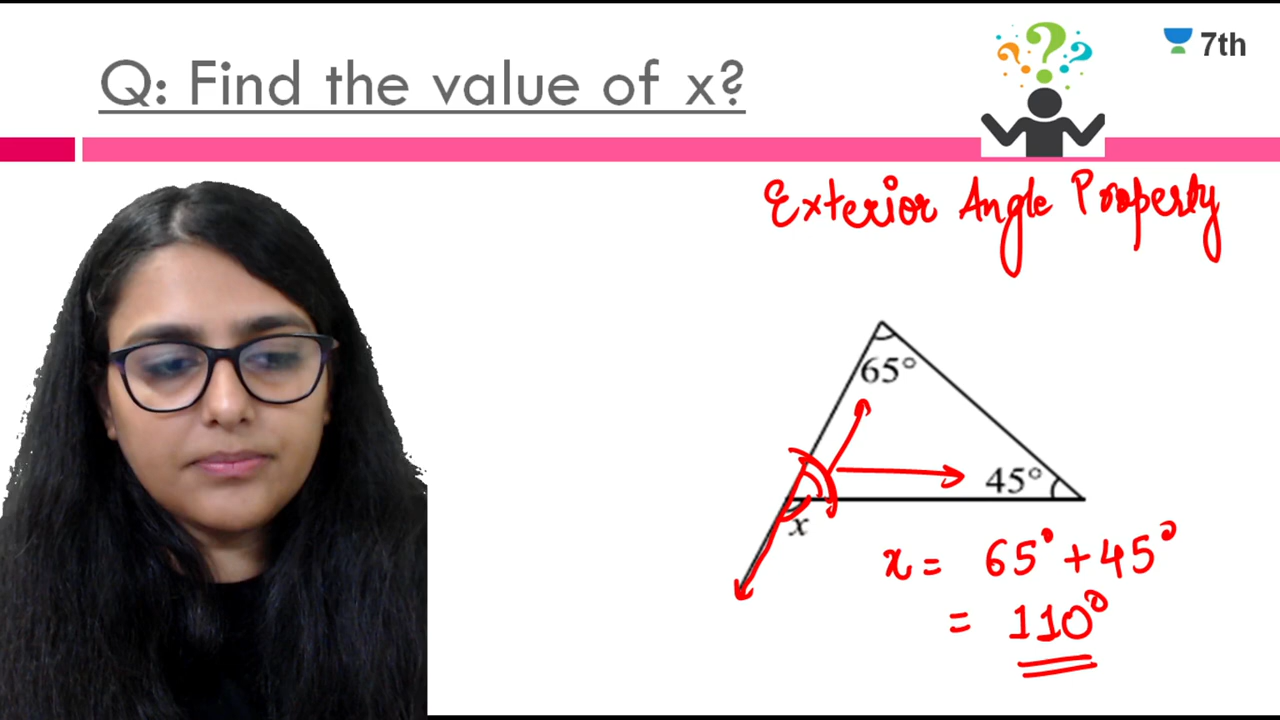 Q: Find the value of x?
7th
Exterior Angle Property
65°
45°
x
x = 65° + 45°
= 110°